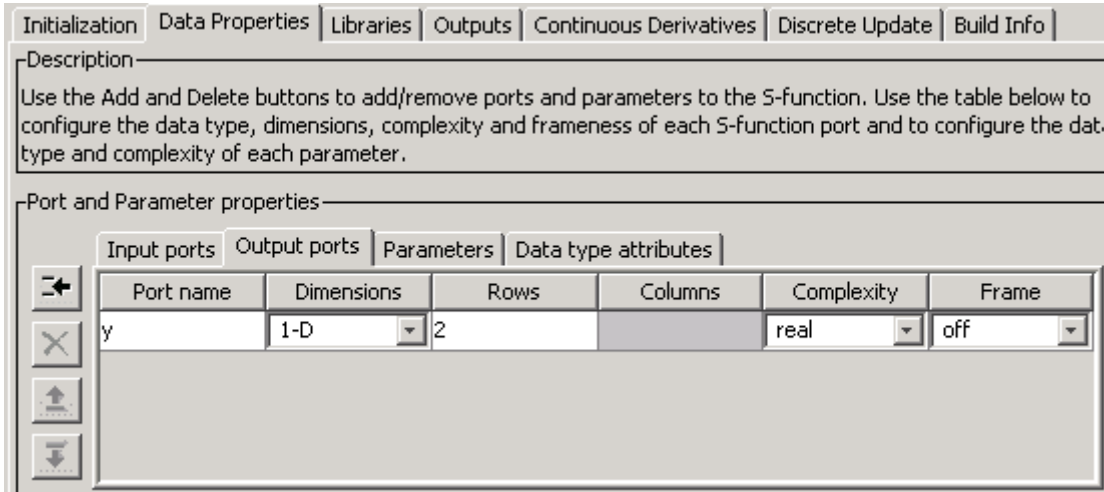 Initialization Data Properties Libraries Outputs Continuous Derivatives Discrete Update Build Info
Description
Use the Add and Delete buttons to add/remove ports and parameters to the S-function. Use the table below to
configure the data type, dimensions, complexity and frameness of each S-function port and to configure the dat
type and complexity of each parameter.
Port and Parameter properties
Input ports Output ports Parameters Data type attributes
Port name Dimensions Rows Columns Complexity Frame
y 1-D 2 real off